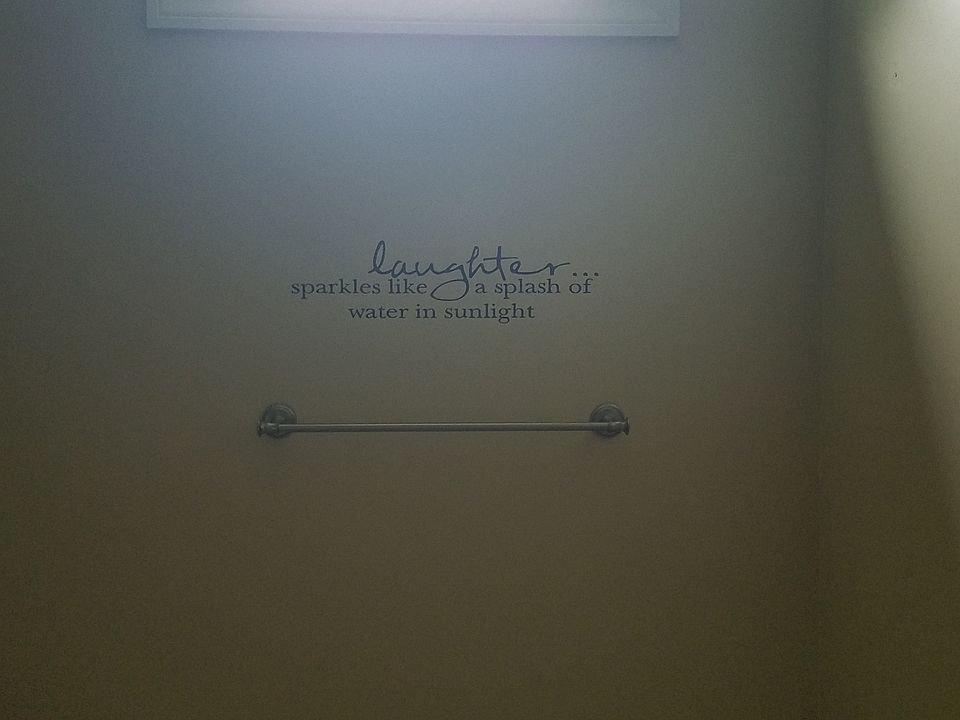 laughter...
sparkles like a splash of
water in sunlight